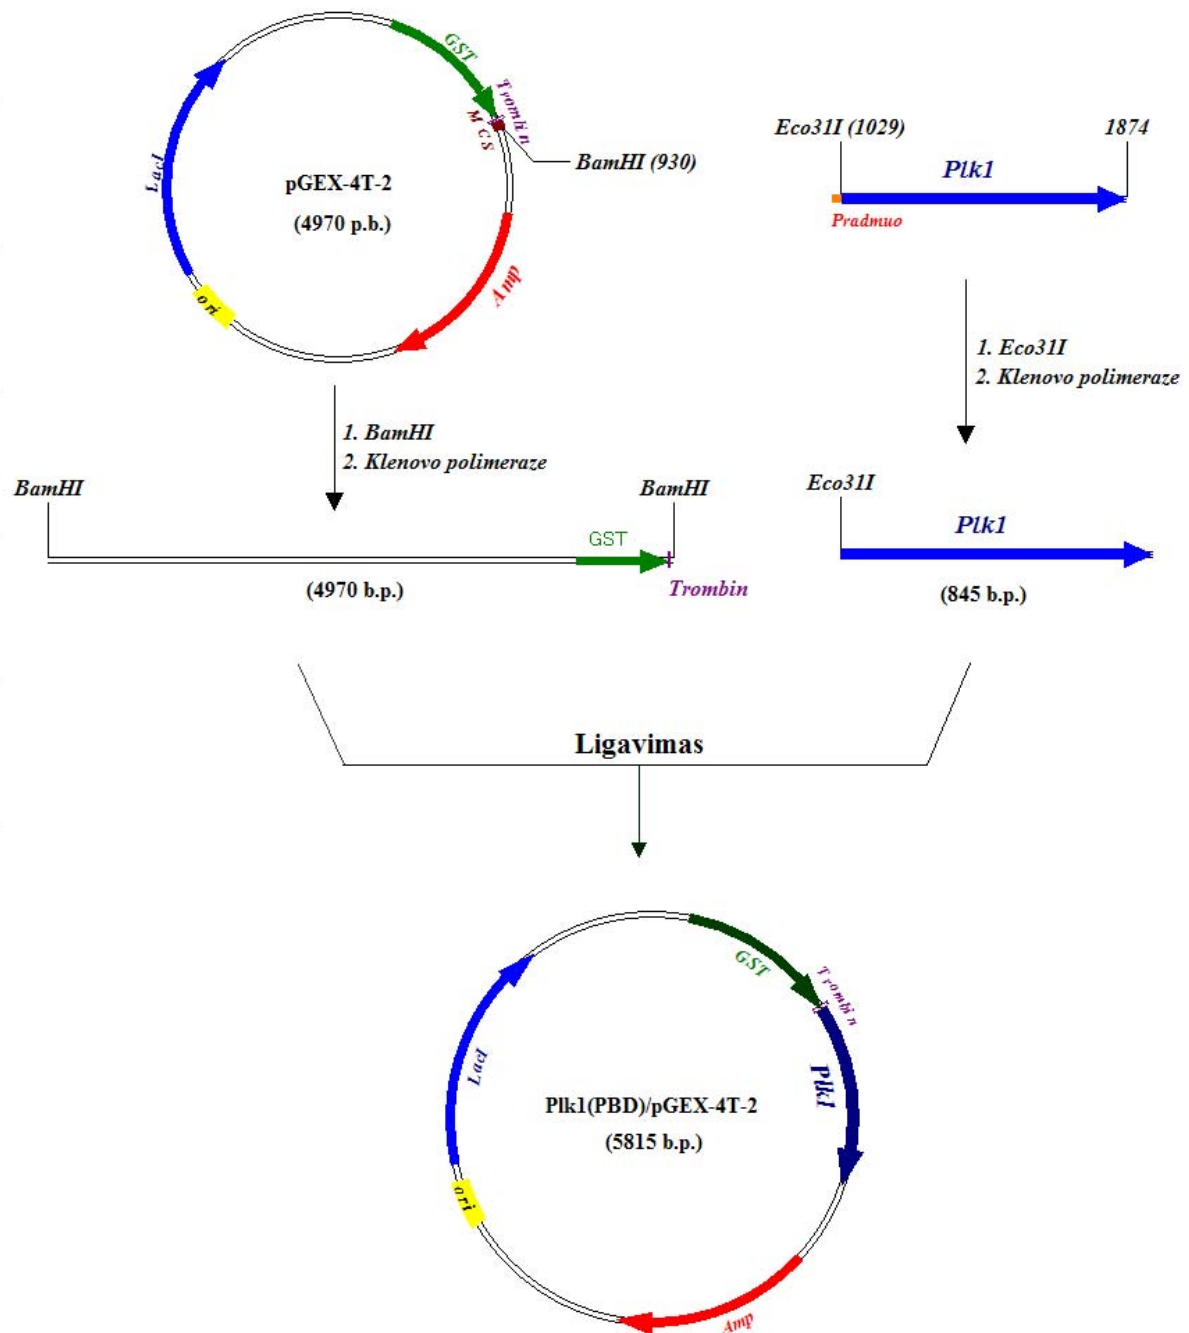 GST
Trombin
MCS
BamHI (930)
LacI
pGEX-4T-2
(4970 p.b.)
Amp
ori
Eco31I (1029)
1874
Plk1
Pradmuo
1. BamHI
2. Klenovo polimeraze
1. Eco31I
2. Klenovo polimeraze
BamHI
BamHI
GST
(4970 b.p.)
Trombin
Eco31I
Plk1
(845 b.p.)
Ligavimas
GST
Trombin
LacI
Plk1
Plk1(PBD)/pGEX-4T-2
(5815 b.p.)
ori
Amp